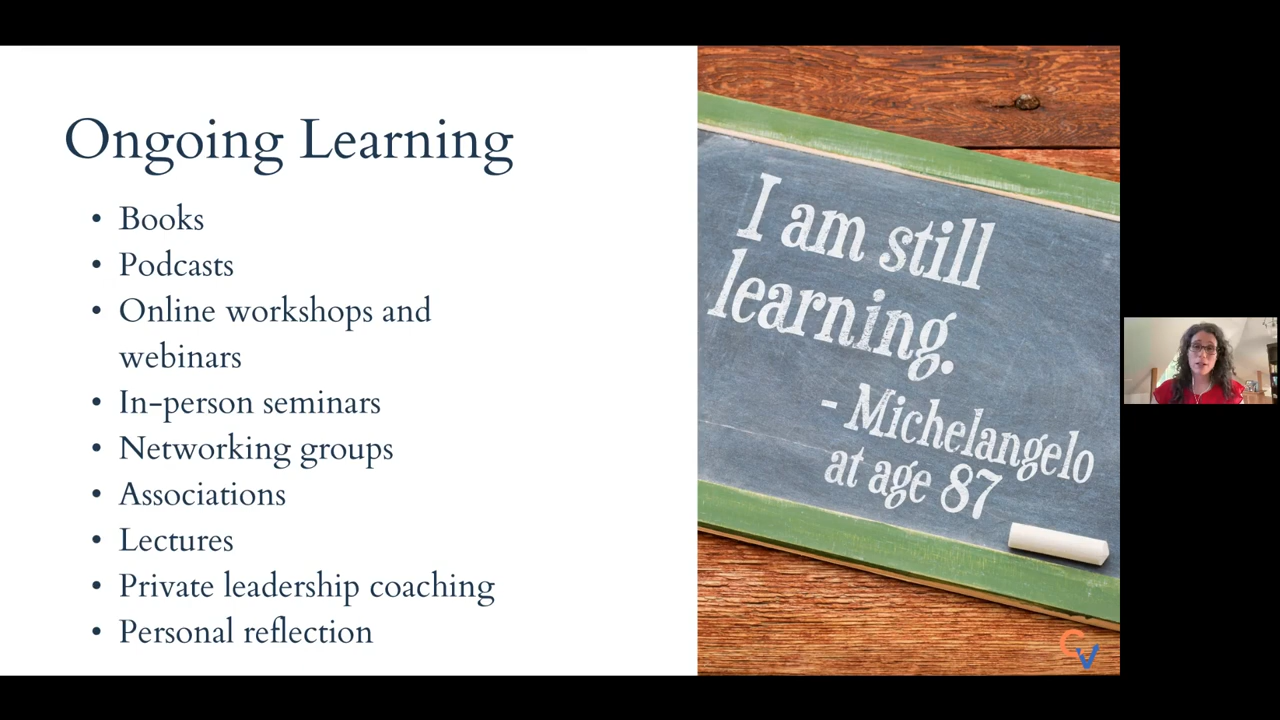 Ongoing Learning
• Books
• Podcasts
• Online workshops and
webinars
• In-person seminars
• Networking groups
• Associations
• Lectures
• Private leadership coaching
• Personal reflection
I am still
learning.
- Michelangelo
at age 87
CV